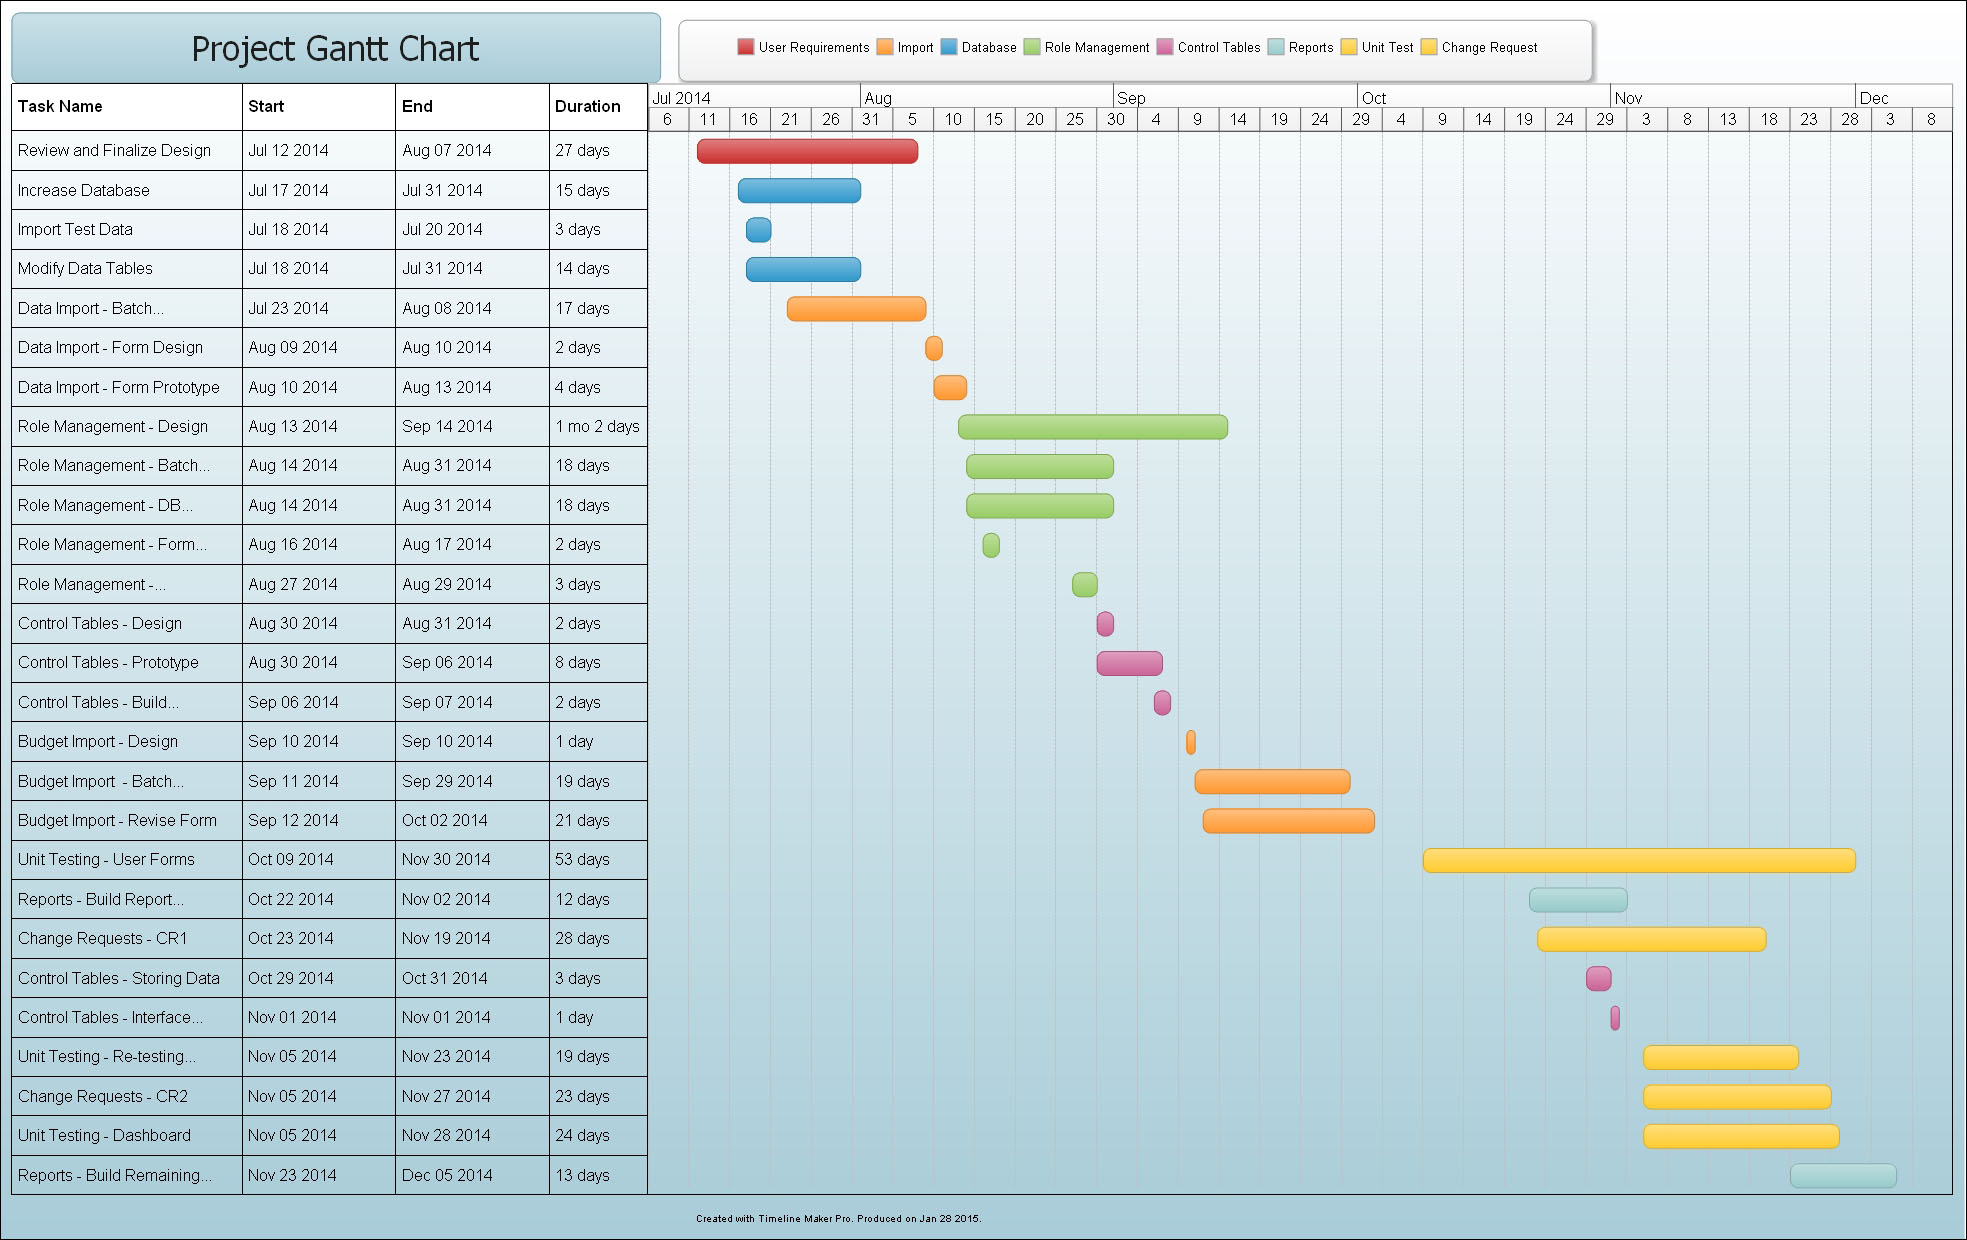 Project Gantt Chart
User Requirements Import Database Role Management Control Tables Reports Unit Test Change Request
Task Name Start End Duration
Jul 2014 Aug Sep Oct Nov Dec
6 11 16 21 26 31 5 10 15 20 25 30 4 9 14 19 24 29 4 9 14 19 24 29 3 8 13 18 23 28 3 8
Review and Finalize Design Jul 12 2014 Aug 07 2014 27 days
Increase Database Jul 17 2014 Jul 31 2014 15 days
Import Test Data Jul 18 2014 Jul 20 2014 3 days
Modify Data Tables Jul 18 2014 Jul 31 2014 14 days
Data Import - Batch... Jul 23 2014 Aug 08 2014 17 days
Data Import - Form Design Aug 09 2014 Aug 10 2014 2 days
Data Import - Form Prototype Aug 10 2014 Aug 13 2014 4 days
Role Management - Design Aug 13 2014 Sep 14 2014 1 mo 2 days
Role Management - Batch... Aug 14 2014 Aug 31 2014 18 days
Role Management - DB... Aug 14 2014 Aug 31 2014 18 days
Role Management - Form... Aug 16 2014 Aug 17 2014 2 days
Role Management -... Aug 27 2014 Aug 29 2014 3 days
Control Tables - Design Aug 30 2014 Aug 31 2014 2 days
Control Tables - Prototype Aug 30 2014 Sep 06 2014 8 days
Control Tables - Build... Sep 06 2014 Sep 07 2014 2 days
Budget Import - Design Sep 10 2014 Sep 10 2014 1 day
Budget Import - Batch... Sep 11 2014 Sep 29 2014 19 days
Budget Import - Revise Form Sep 12 2014 Oct 02 2014 21 days
Unit Testing - User Forms Oct 09 2014 Nov 30 2014 53 days
Reports - Build Report... Oct 22 2014 Nov 02 2014 12 days
Change Requests - CR1 Oct 23 2014 Nov 19 2014 28 days
Control Tables - Storing Data Oct 29 2014 Oct 31 2014 3 days
Control Tables - Interface... Nov 01 2014 Nov 01 2014 1 day
Unit Testing - Re-testing... Nov 05 2014 Nov 23 2014 19 days
Change Requests - CR2 Nov 05 2014 Nov 27 2014 23 days
Unit Testing - Dashboard Nov 05 2014 Nov 28 2014 24 days
Reports - Build Remaining... Nov 23 2014 Dec 05 2014 13 days
Created with Timeline Maker Pro. Produced on Jan 28 2015.